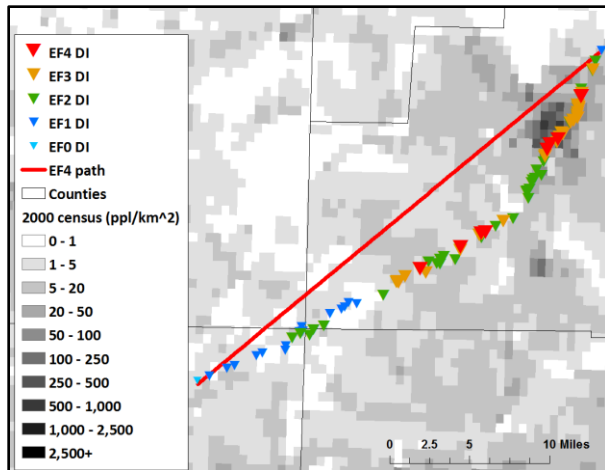 EF4 DI
EF3 DI
EF2 DI
EF1 DI
EF0 DI
EF4 path
Counties
2000 census (ppl/km^2)
0 - 1
1 - 5
5 - 20
20 - 50
50 - 100
100 - 250
250 - 500
500 - 1,000
1,000 - 2,500
2,500+
0 2.5 5 10 Miles